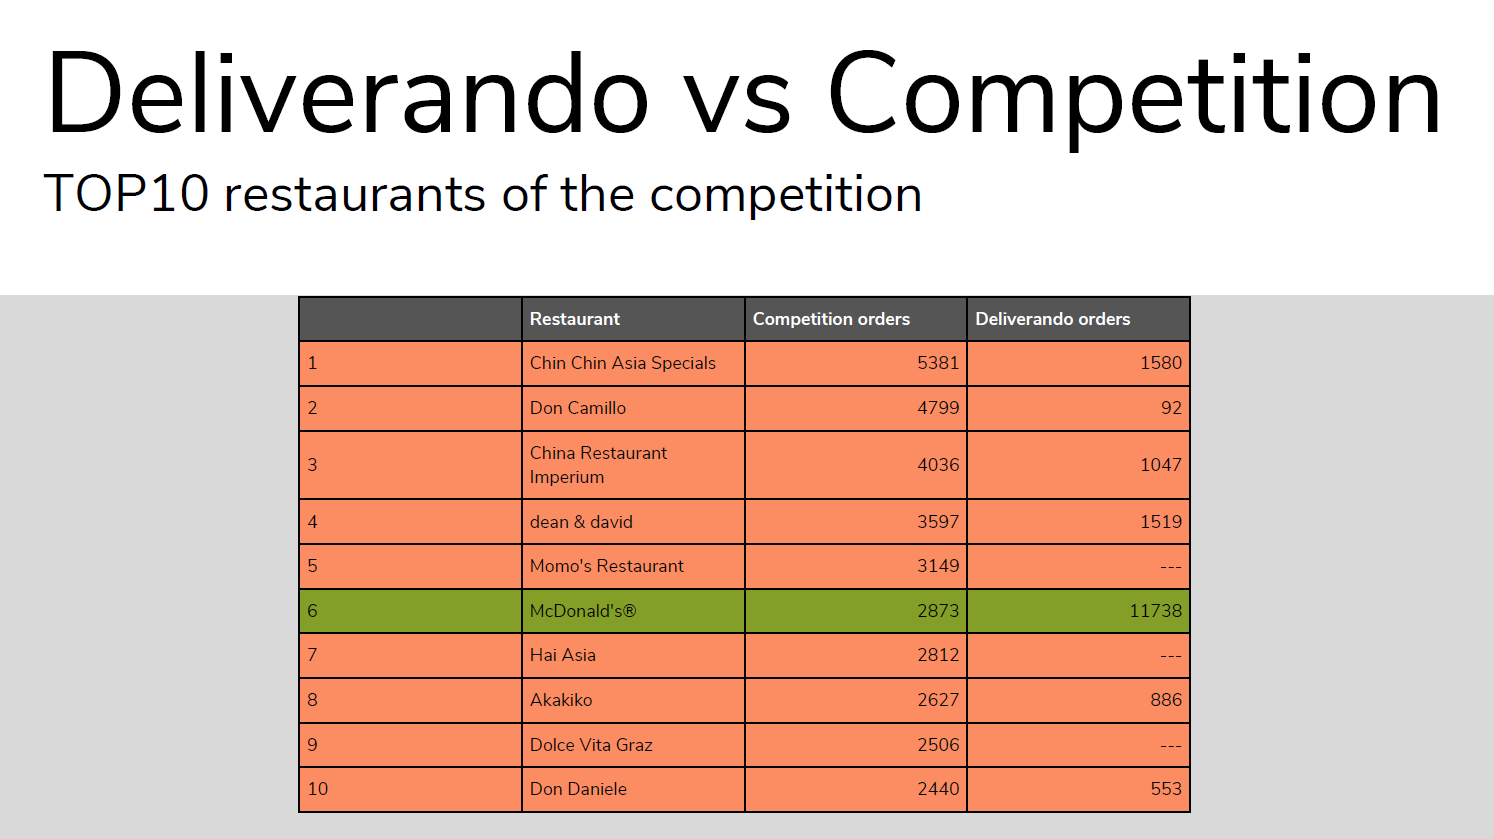 Deliverando vs Competition
TOP10 restaurants of the competition
Restaurant Competition orders Deliverando orders
1 Chin Chin Asia Specials 5381 1580
2 Don Camillo 4799 92
3 China Restaurant Imperium 4036 1047
4 dean & david 3597 1519
5 Momo's Restaurant 3149 ---
6 McDonald's® 2873 11738
7 Hai Asia 2812 ---
8 Akakiko 2627 886
9 Dolce Vita Graz 2506 ---
10 Don Daniele 2440 553